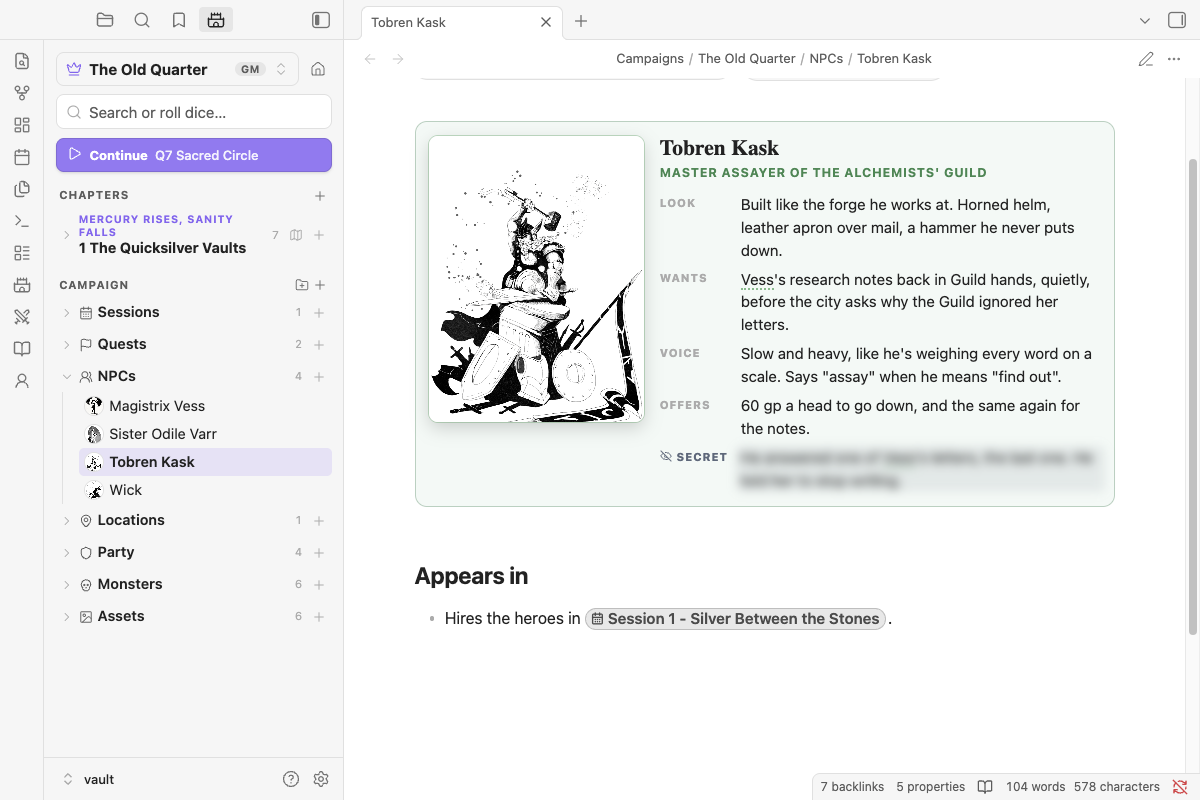 Tobren Kask
The Old Quarter GM
Campaigns / The Old Quarter / NPCs / Tobren Kask
Search or roll dice...
Continue Q7 Sacred Circle
CHAPTERS
MERCURY RISES, SANITY
FALLS
1 The Quicksilver Vaults 7
CAMPAIGN
Sessions 1
Quests 2
NPCs 4
Magistrix Vess
Sister Odile Varr
Tobren Kask
Wick
Locations 1
Party 4
Monsters 6
Assets 6
vault
Tobren Kask
MASTER ASSAYER OF THE ALCHEMISTS' GUILD
LOOK Built like the forge he works at. Horned helm,
leather apron over mail, a hammer he never puts
down.
WANTS Vess's research notes back in Guild hands, quietly,
before the city asks why the Guild ignored her
letters.
VOICE Slow and heavy, like he's weighing every word on a
scale. Says "assay" when he means "find out".
OFFERS 60 gp a head to go down, and the same again for
the notes.
SECRET
Appears in
Hires the heroes in Session 1 - Silver Between the Stones .
7 backlinks 5 properties 104 words 578 characters